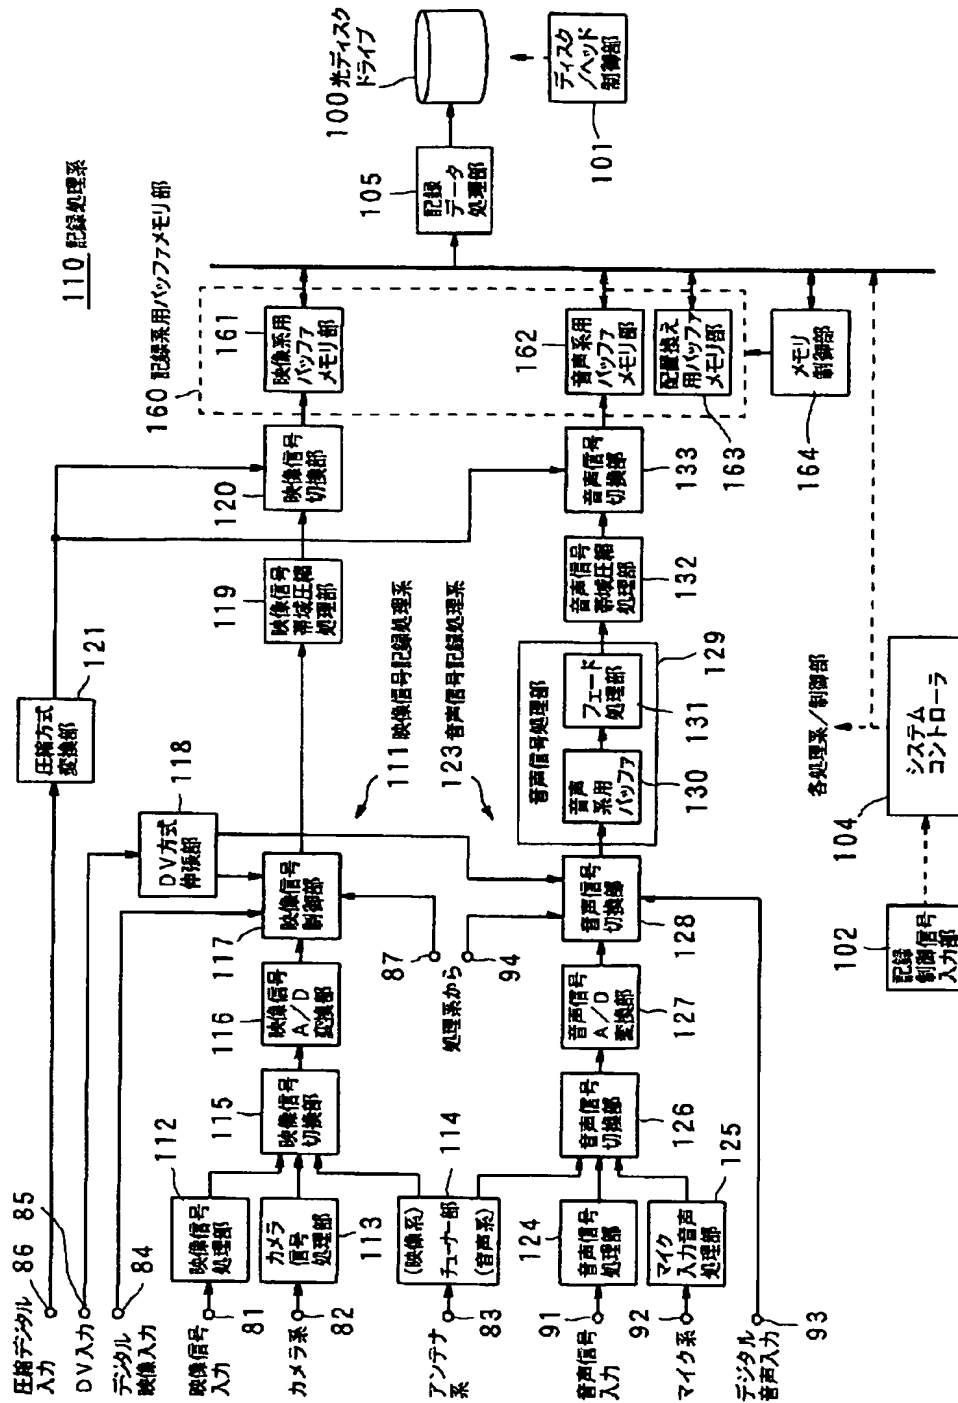 110 記録処理系
160 記録系用バッファメモリ部
圧縮デジタル
入力
86
DV入力
85
デジタル
映像入力
84
映像信号
入力
81
カメラ系
82
アンテナ
系
83
音声信号
入力
91
マイク系
92
デジタル
音声入力
93
112
映像信号
処理部
カメラ
信号
処理部
113
114
(映像系)
チューナー部
(音声系)
124
音声信号
処理部
マイク
入力音声
処理部
125
115
映像信号
切換部
116
映像信号
A/D
変換部
117
映像信号
制御部
118
DV方式
伸張部
121
圧縮方式
変換部
87
処理系から
94
126
音声信号
切換部
127
音声信号
A/D
変換部
128
音声信号
切換部
111 映像信号記録処理系
123 音声信号記録処理系
音声信号処理部
129
音声
系用
バッファ
130
フェード
処理部
131
119
映像信号
帯域圧縮
処理部
120
映像信号
切換部
132
音声信号
帯域圧縮
処理部
133
音声信号
切換部
161
映像系用
バッファ
メモリ部
162
音声系用
バッファ
メモリ部
配置換え
用バッファ
メモリ部
163
メモリ
制御部
164
105
記録
データ
処理部
100 光ディスク
ドライブ
ディスク
/ヘッド
制御部
101
102
記録
制御信号
入力部
104
システム
コントローラ
各処理系/制御部